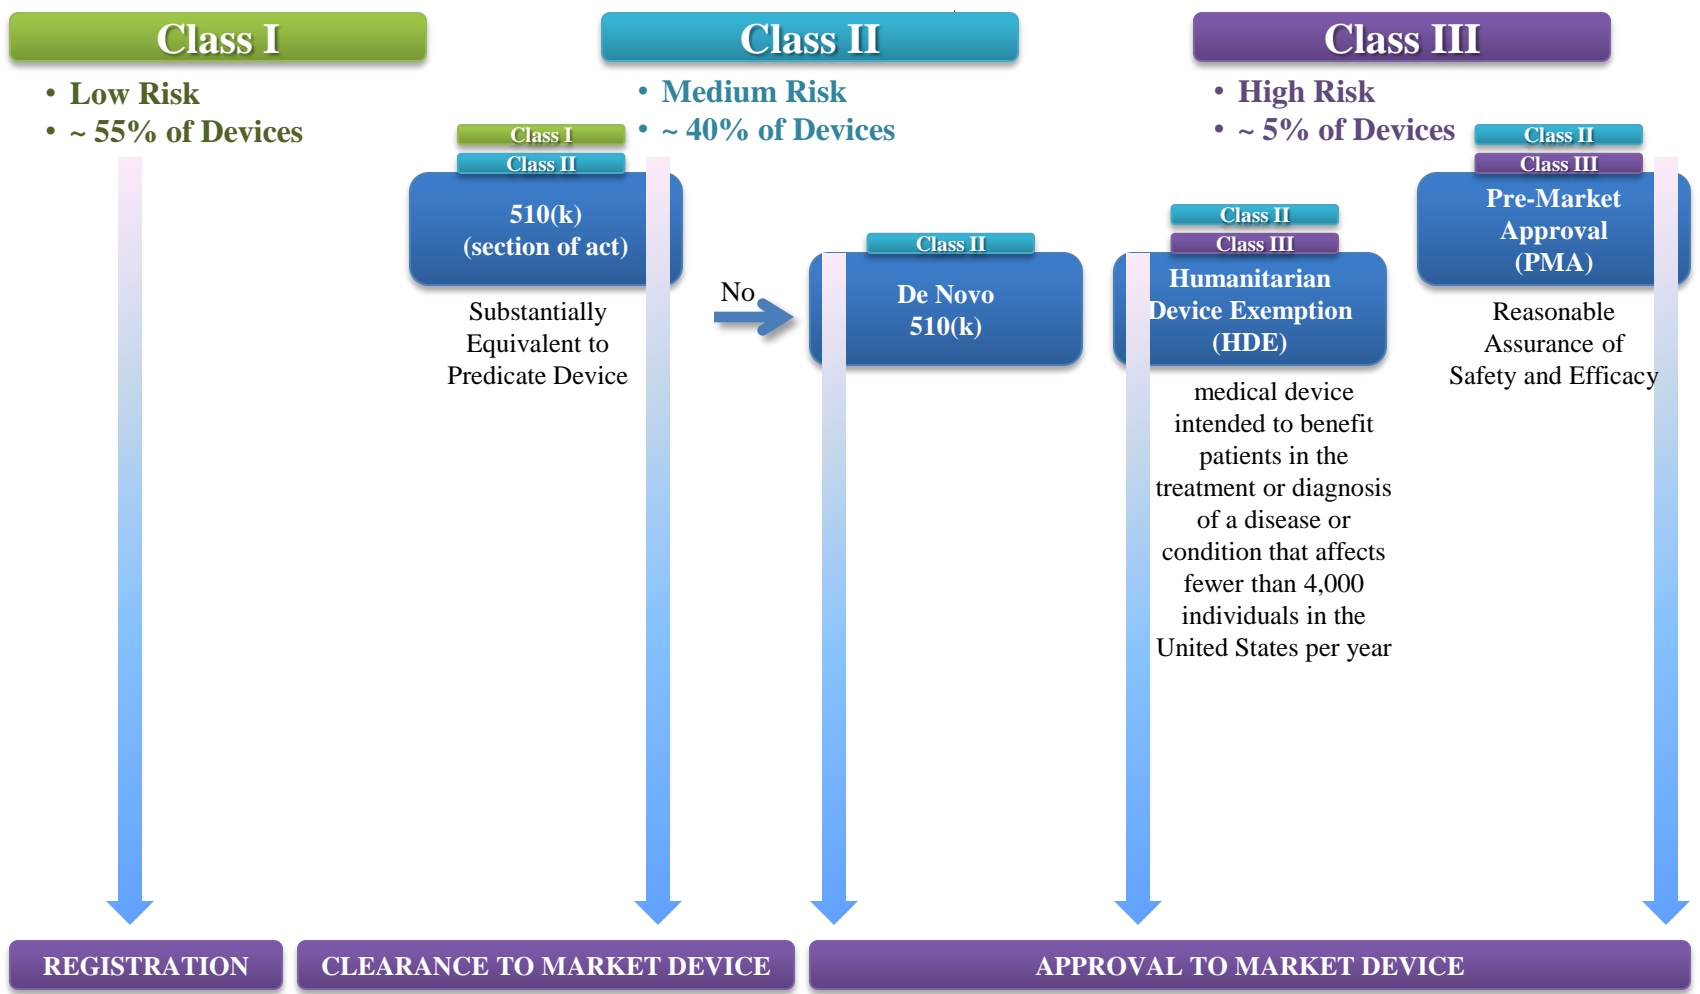 Class I
• Low Risk
• ~ 55% of Devices
Class II
• Medium Risk
• ~ 40% of Devices
Class III
• High Risk
• ~ 5% of Devices
Class I
Class II
510(k)
(section of act)
Substantially
Equivalent to
Predicate Device
No
Class II
De Novo
510(k)
Class II
Class III
Humanitarian
Device Exemption
(HDE)
medical device
intended to benefit
patients in the
treatment or diagnosis
of a disease or
condition that affects
fewer than 4,000
individuals in the
United States per year
Class II
Class III
Pre-Market
Approval
(PMA)
Reasonable
Assurance of
Safety and Efficacy
REGISTRATION
CLEARANCE TO MARKET DEVICE
APPROVAL TO MARKET DEVICE